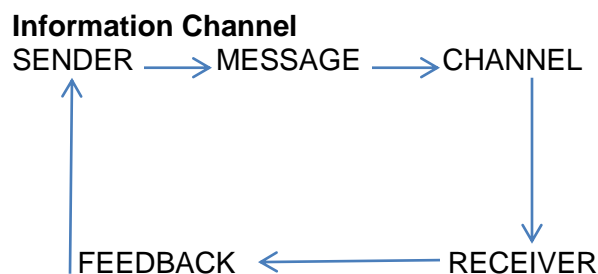 Information Channel
SENDER MESSAGE CHANNEL
FEEDBACK RECEIVER